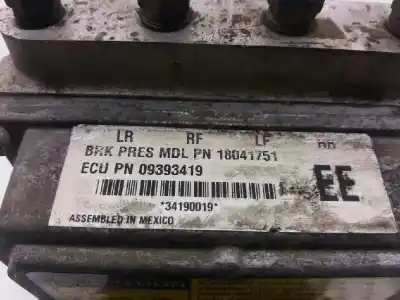 LR RF LF RR
BRK PRES MDL PN 18041751
ECU PN 09393419
EE
*34190019*
ASSEMBLED IN MEXICO